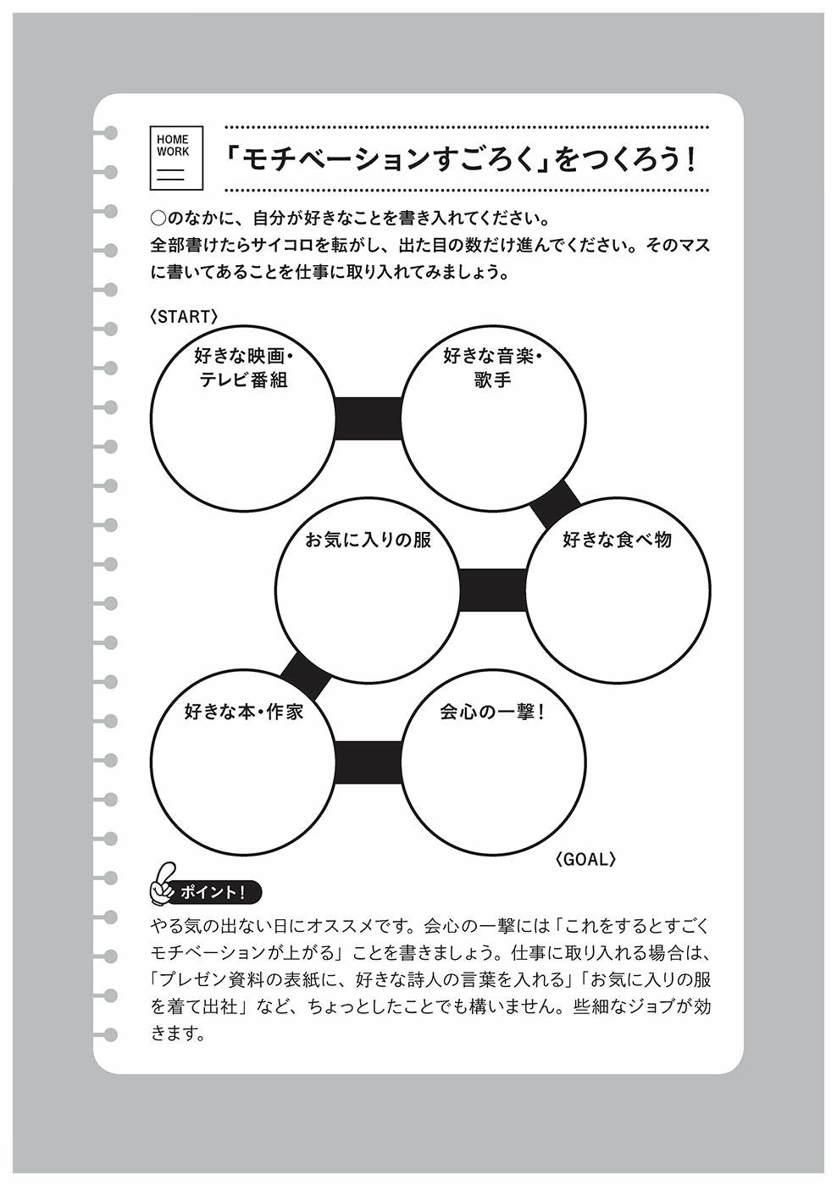 HOME
WORK
「モチベーションすごろく」をつくろう!
○のなかに、自分が好きなことを書き入れてください。
全部書けたらサイコロを転がし、出た目の数だけ進んでください。そのマス
に書いてあることを仕事に取り入れてみましょう。
〈START〉
好きな映画・
テレビ番組
好きな音楽・
歌手
お気に入りの服
好きな食べ物
好きな本・作家
会心の一撃!
〈GOAL〉
ポイント!
やる気の出ない日にオススメです。会心の一撃には「これをするとすごく
モチベーションが上がる」ことを書きましょう。仕事に取り入れる場合は、
「プレゼン資料の表紙に、好きな詩人の言葉を入れる」「お気に入りの服
を着て出社」など、ちょっとしたことでも構いません。些細なジョブが効
きます。